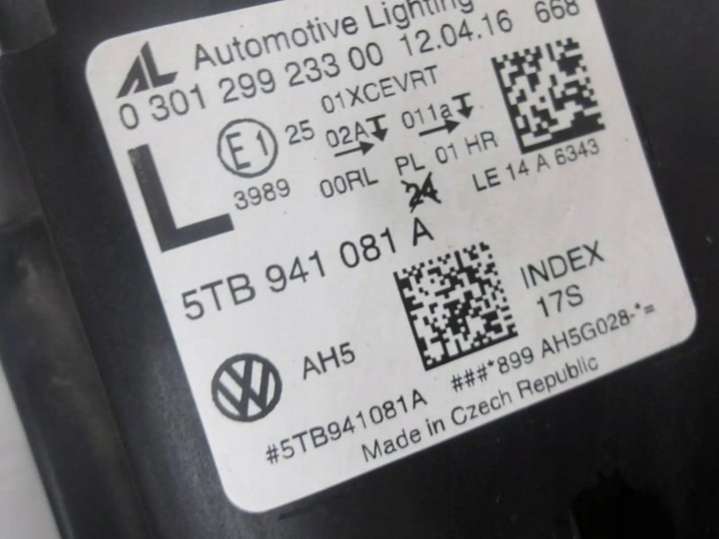 AL Automotive Lighting
0 301 299 233 00 12.04.16 668
01XCEVRT
E1 25 02A 011a
3989 00RL PL 01 HR
24
LE 14 A 6343
L
5TB 941 081 A
INDEX
17S
VW AH5
#5TB941081A ###*899 AH5G028-*=
Made in Czech Republic